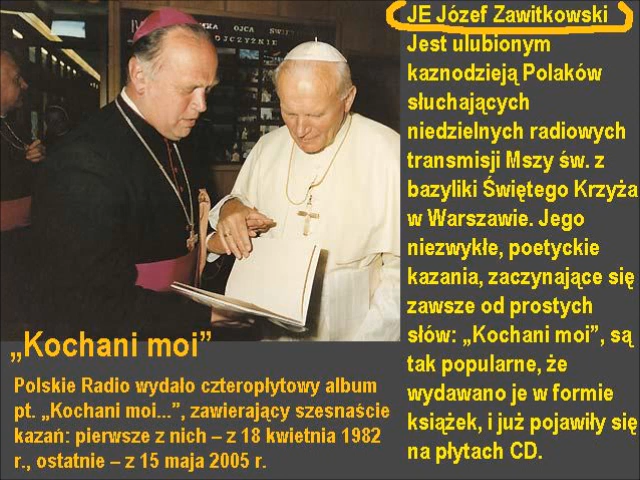 JE Józef Zawitkowski
Jest ulubionym
kaznodzieją Polaków
słuchających
niedzielnych radiowych
transmisji Mszy św. z
bazyliki Świętego Krzyża
w Warszawie. Jego
niezwykłe, poetyckie
kazania, zaczynające się
zawsze od prostych
słów: „Kochani moi”, są
tak popularne, że
wydawano je w formie
książek, i już pojawiły się
na płytach CD.
„Kochani moi”
Polskie Radio wydało czteropłytowy album
pt. „Kochani moi...”, zawierający szesnaście
kazań: pierwsze z nich – z 18 kwietnia 1982
r., ostatnie – z 15 maja 2005 r.
OJCA ŚWIĘ
OJCZYŹNIE